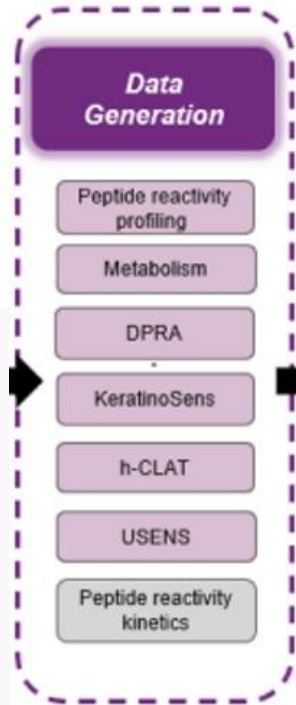 Data
Generation
Peptide reactivity
profiling
Metabolism
DPRA
KeratinoSens
h-CLAT
USENS
Peptide reactivity
kinetics